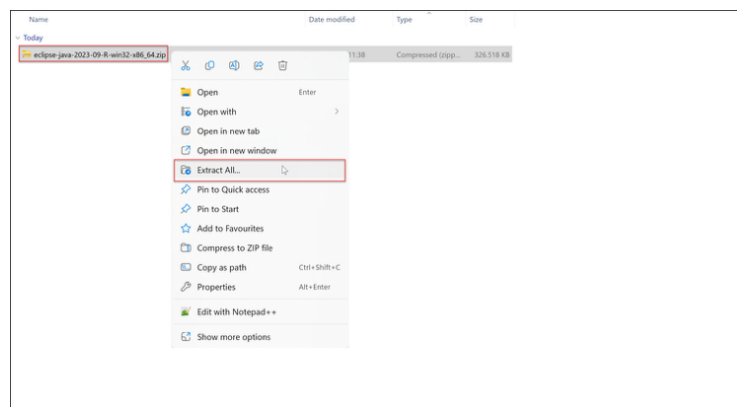 Name Date modified Type Size
Today
eclipse-java-2023-09-R-win32-x86_64.zip 11:38 Compressed (zipp... 326.518 KB
Open Enter
Open with
Open in new tab
Open in new window
Extract All...
Pin to Quick access
Pin to Start
Add to Favourites
Compress to ZIP file
Copy as path Ctrl+Shift+C
Properties Alt+Enter
Edit with Notepad++
Show more options